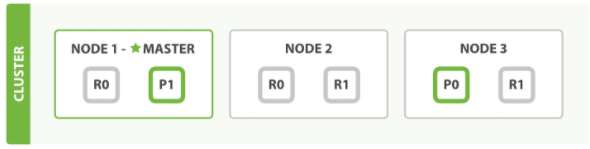 CLUSTER
NODE 1 - ★ MASTER
R0 P1
NODE 2
R0 R1
NODE 3
P0 R1